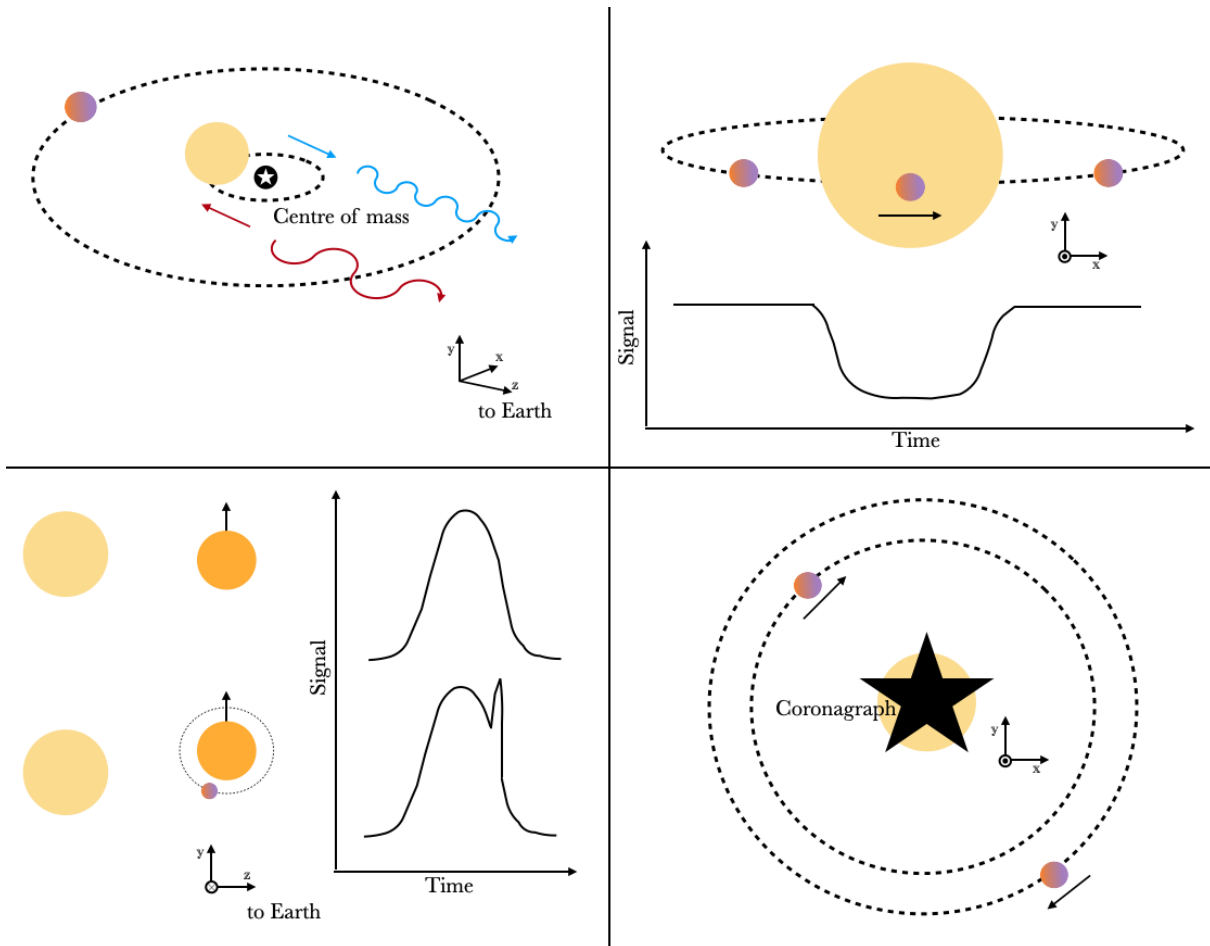 Centre of mass
y
x
z
to Earth
y
x
Signal
Time
Signal
Time
y
z
to Earth
Coronagraph
y
x